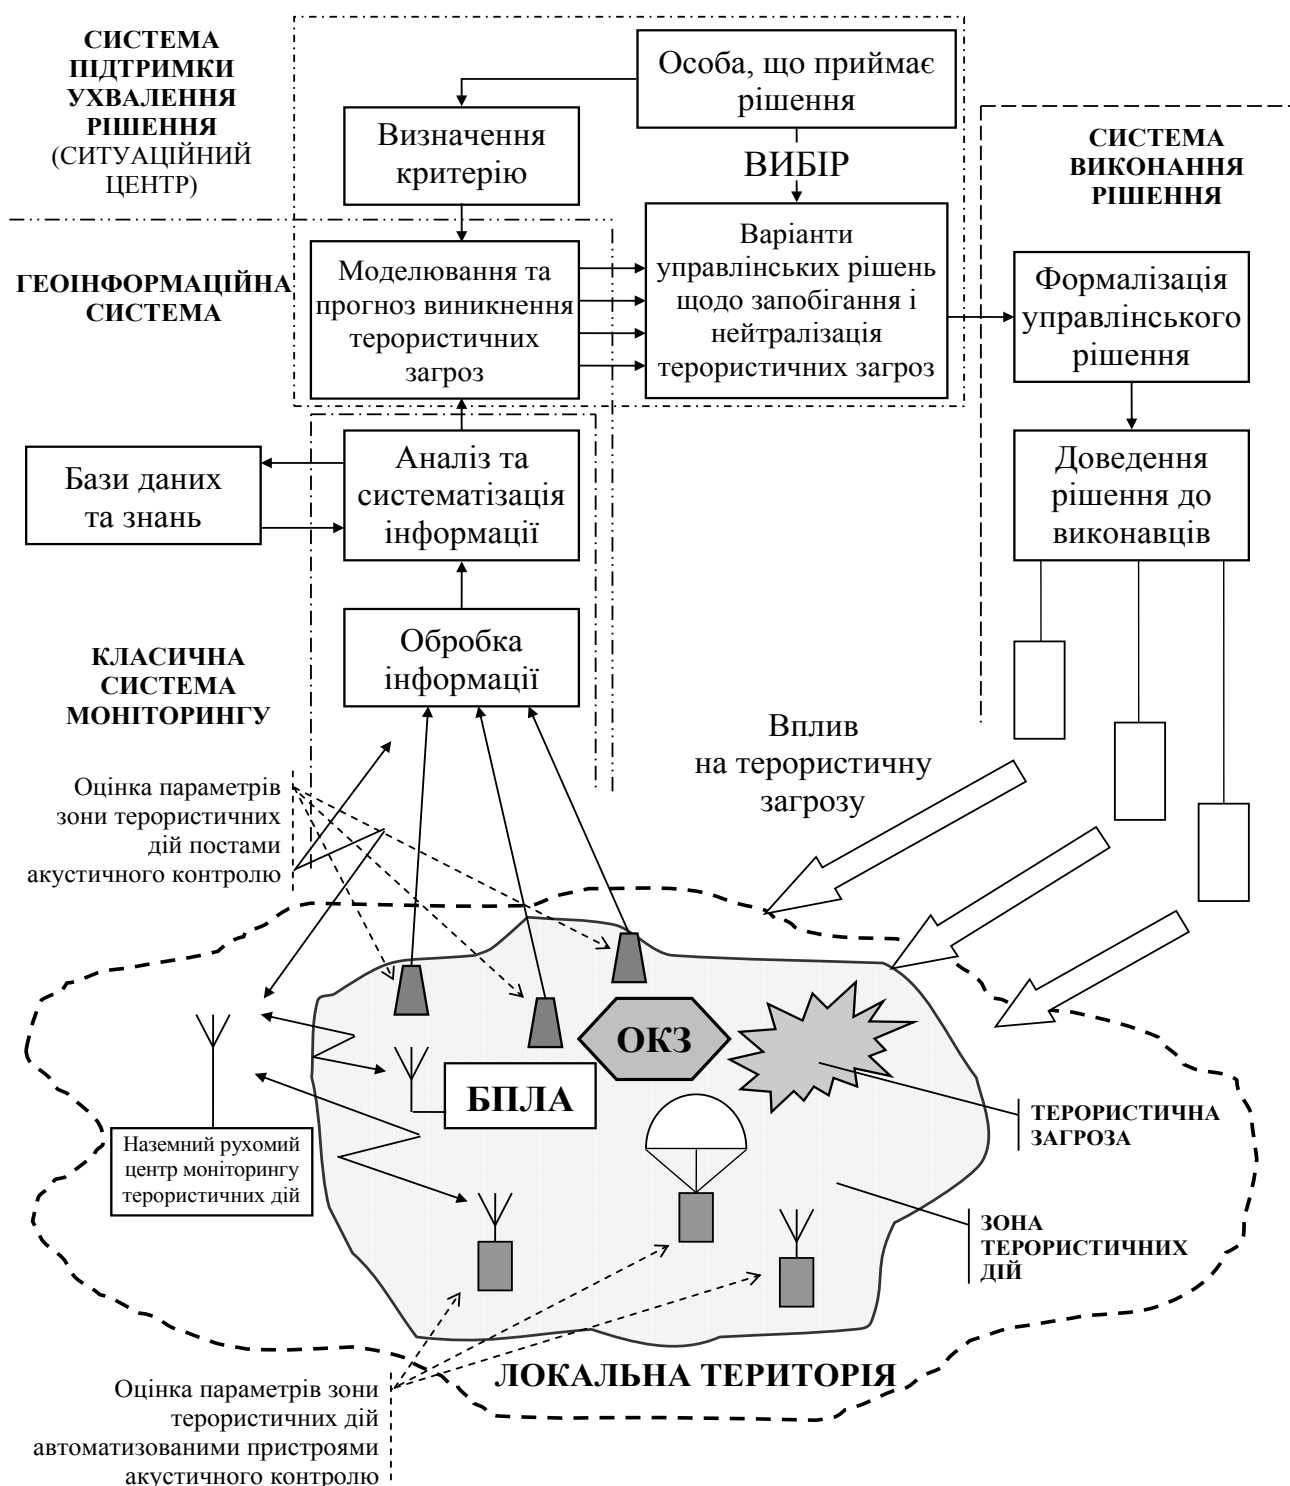 СИСТЕМА
ПІДТРИМКИ
УХВАЛЕННЯ
РІШЕННЯ
(СИТУАЦІЙНИЙ
ЦЕНТР)
Особа, що приймає
рішення
Визначення
критерію
ВИБІР
СИСТЕМА
ВИКОНАННЯ
РІШЕННЯ
ГЕОІНФОРМАЦІЙНА
СИСТЕМА
Моделювання та
прогноз виникнення
терористичних
загроз
Варіанти
управлінських рішень
щодо запобігання і
нейтралізація
терористичних загроз
Формалізація
управлінського
рішення
Бази даних
та знань
Аналіз та
систематізація
інформації
Доведення
рішення до
виконавців
Обробка
інформації
КЛАСИЧНА
СИСТЕМА
МОНІТОРИНГУ
Вплив
на терористичну
загрозу
Оцінка параметрів
зони терористичних
дій постами
акустичного контролю
ОКЗ
БПЛА
ТЕРОРИСТИЧНА
ЗАГРОЗА
Наземний рухомий
центр моніторингу
терористичних дій
ЗОНА
ТЕРОРИСТИЧНИХ
ДІЙ
ЛОКАЛЬНА ТЕРИТОРІЯ
Оцінка параметрів зони
терористичних дій
автоматизованими пристроями
акустичного контролю